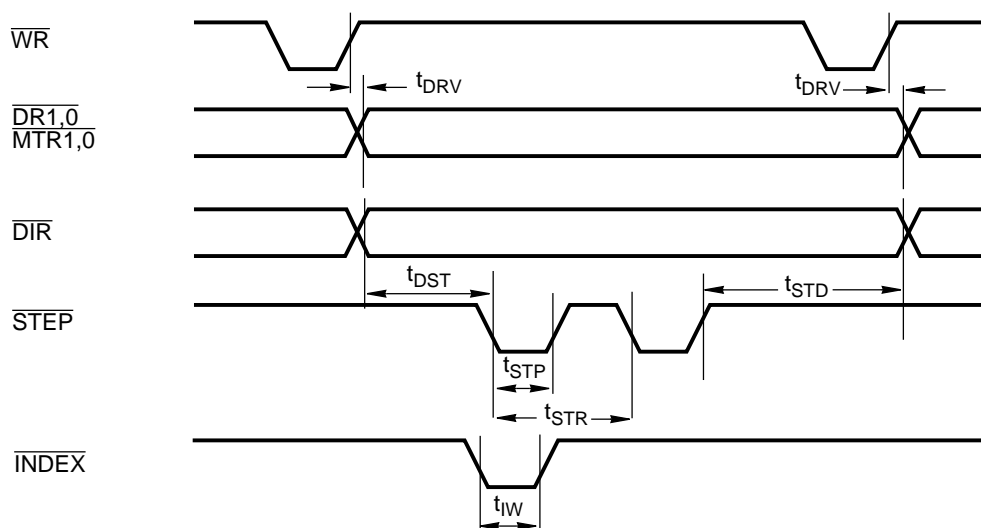 WR
tDRV
tDRV
DR1,0
MTR1,0
DIR
tDST
tSTD
STEP
tSTP
tSTR
INDEX
tIW